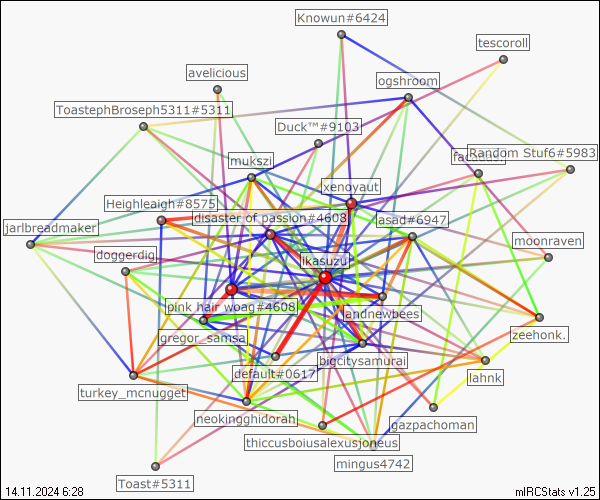 Knowun#6424
tescoroll
avelicious
ogshroom
ToastephBroseph5311#5311
Duck™#9103
mukszi
Random Stuf6#5983
xenoyaut
Heighleaigh#8575
disaster of passion#4608
asad#6947
jarlbreadmaker
moonraven
doggerdig
ikasuzu
pink hair woag#4608
andnewbees
gregor_samsa
zeehonk.
bigcitysamurai
default#0617
lahnk
turkey_mcnugget
neokingghidorah
gazpachoman
thiccusboiusalexusjoneus
mingus4742
Toast#5311
14.11.2024 6:28
mIRCStats v1.25